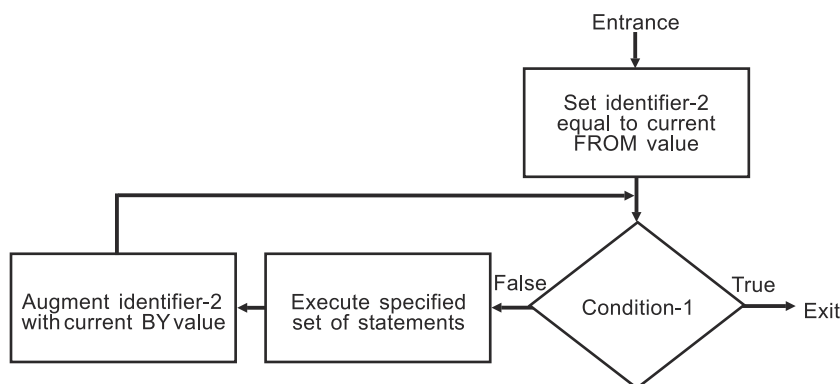 Entrance
Set identifier-2
equal to current
FROM value
False
True
Condition-1
Exit
Execute specified
set of statements
Augment identifier-2
with current BY value